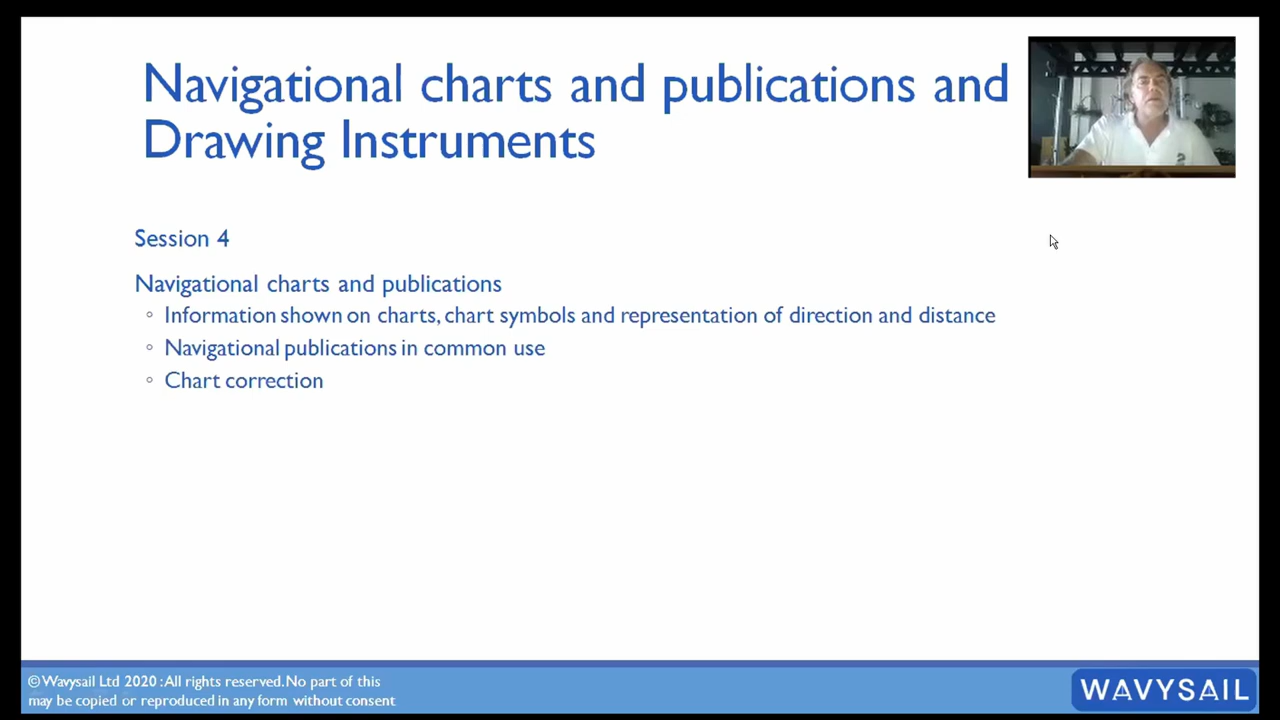 Navigational charts and publications and
Drawing Instruments
Session 4
Navigational charts and publications
◦ Information shown on charts, chart symbols and representation of direction and distance
◦ Navigational publications in common use
◦ Chart correction
©Wavysail Ltd 2020 :All rights reserved.No part of this
may be copied or reproduced in any form without consent
WAVYSAIL